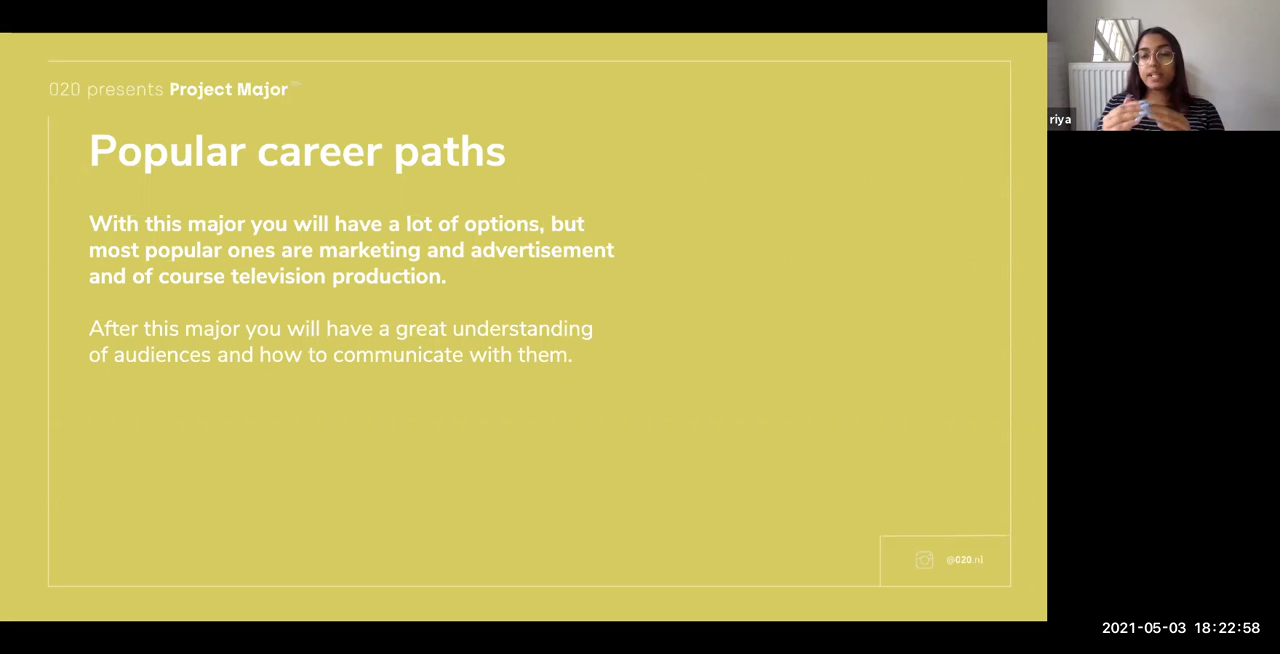 020 presents Project Major
Popular career paths
With this major you will have a lot of options, but
most popular ones are marketing and advertisement
and of course television production.
After this major you will have a great understanding
of audiences and how to communicate with them.
@020.nl
riya
2021-05-03 18:22:58